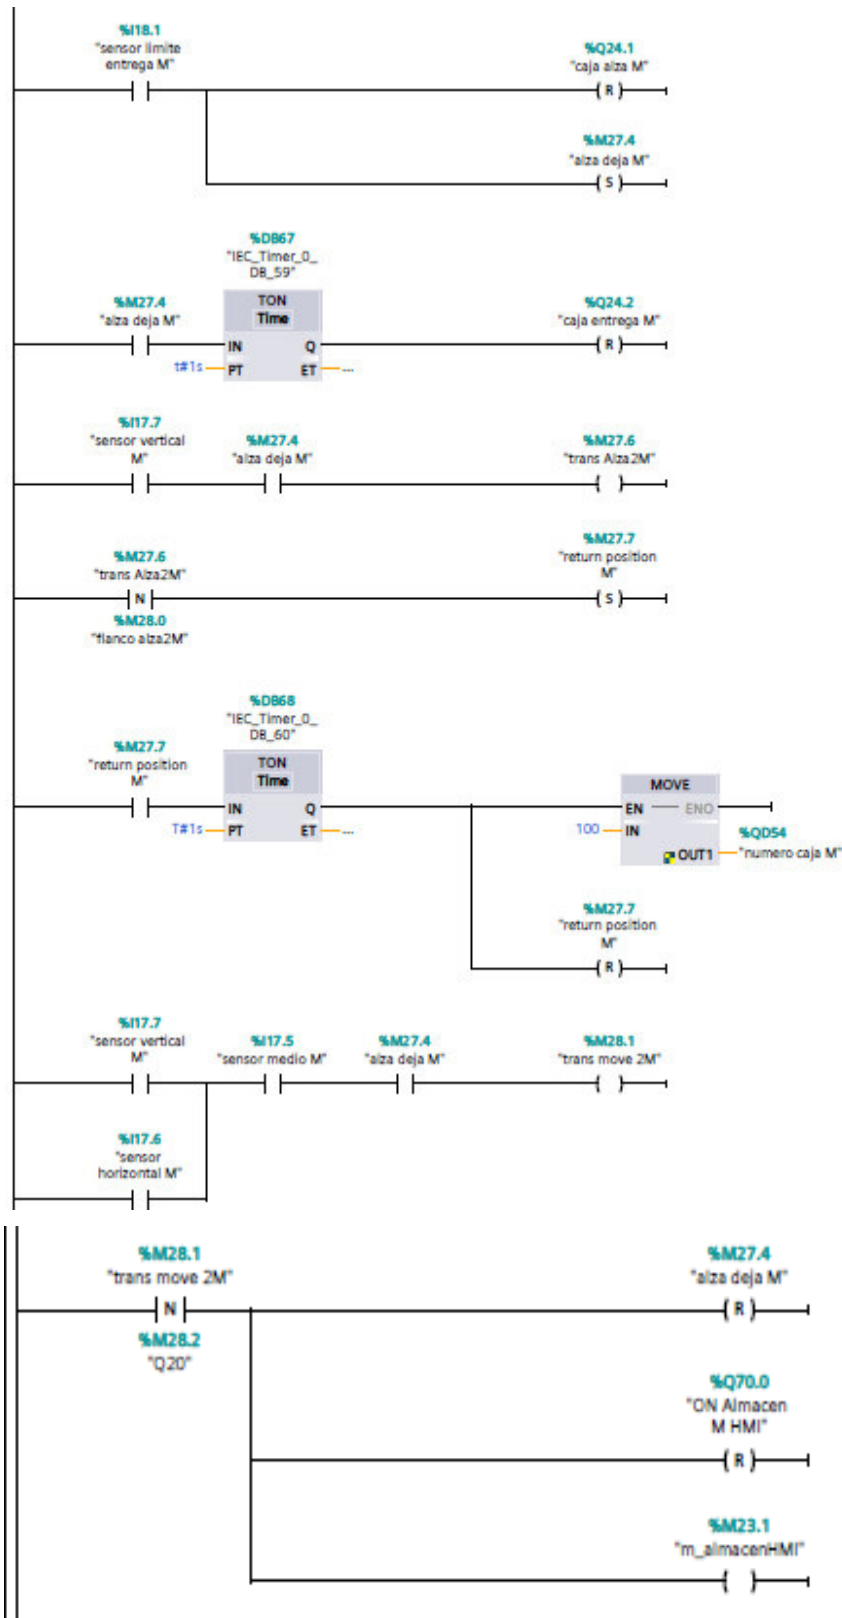 %I18.1
"sensor limite
entrega M"
%Q24.1
"caja alza M"
R
%M27.4
"alza deja M"
S
%DB67
"IEC_Timer_0_
DB_59"
%M27.4
"alza deja M"
TON
Time
IN Q
t#1s PT ET ...
%Q24.2
"caja entrega M"
R
%I17.7
"sensor vertical
M"
%M27.4
"alza deja M"
%M27.6
"trans Alza2M"
%M27.6
"trans Alza2M"
N
%M28.0
"flanco alza2M"
%M27.7
"return position
M"
S
%DB68
"IEC_Timer_0_
DB_60"
%M27.7
"return position
M"
TON
Time
IN Q
T#1s PT ET ...
MOVE
EN ENO
100 IN
OUT1
%QD54
"numero caja M"
%M27.7
"return position
M"
R
%I17.7
"sensor vertical
M"
%I17.5
"sensor medio M"
%M27.4
"alza deja M"
%M28.1
"trans move 2M"
%I17.6
"sensor
horizontal M"
%M28.1
"trans move 2M"
N
%M28.2
"Q20"
%M27.4
"alza deja M"
R
%Q70.0
"ON Almacen
M HMI"
R
%M23.1
"m_almacenHMI"